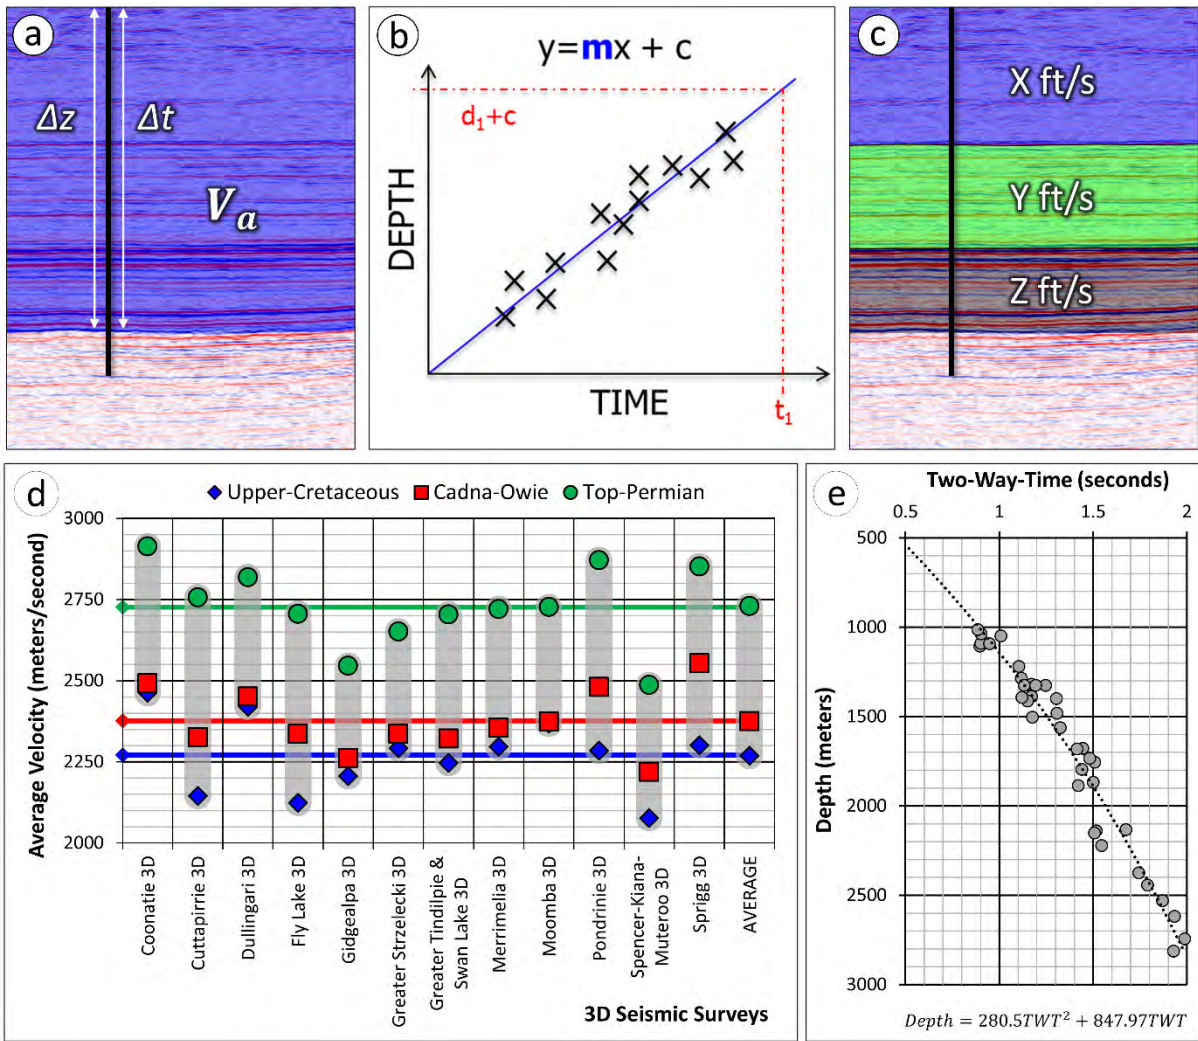 a
Δz
Δt
Vₐ
b
y=mx + c
d₁+c
DEPTH
TIME
t₁
c
X ft/s
Y ft/s
Z ft/s
d
Upper-Cretaceous
Cadna-Owie
Top-Permian
Average Velocity (meters/second)
3000
2750
2500
2250
2000
Coonatie 3D
Cuttapirrie 3D
Dullingari 3D
Fly Lake 3D
Gidgealpa 3D
Greater Strzelecki 3D
Greater Tindilpie &
Swan Lake 3D
Merrimelia 3D
Moomba 3D
Pondrinie 3D
Spencer-Kiana-
Muteroo 3D
Sprigg 3D
AVERAGE
3D Seismic Surveys
e
Two-Way-Time (seconds)
0.5 1 1.5 2
Depth (meters)
500
1000
1500
2000
2500
3000
Depth = 280.5TWT² + 847.97TWT